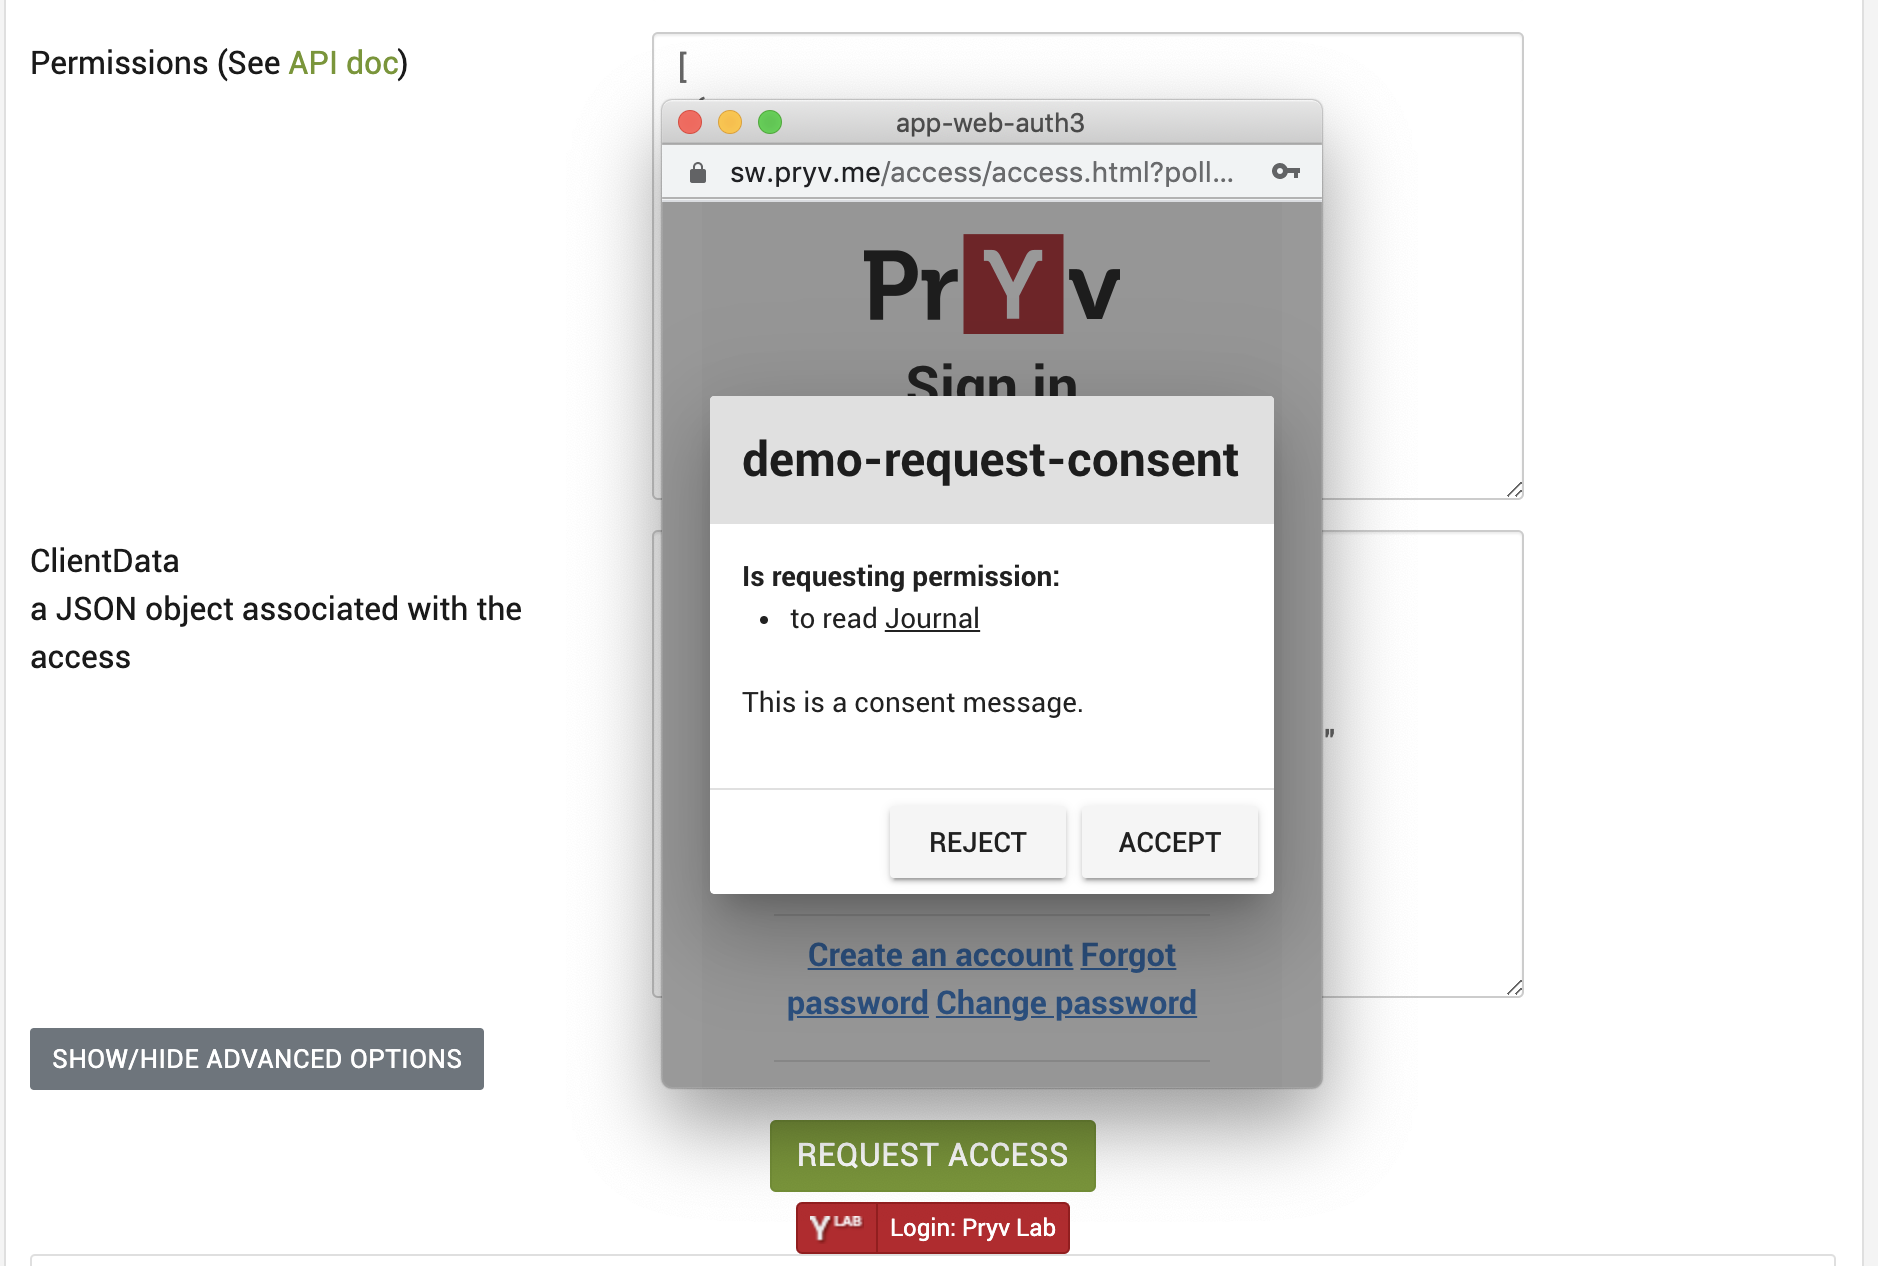 Permissions (See API doc)
[
app-web-auth3
sw.pryv.me/access/access.html?poll...
PrYv
Sign in
demo-request-consent
Is requesting permission:
• to read Journal
This is a consent message.
REJECT
ACCEPT
ClientData
a JSON object associated with the
access
"
Create an account Forgot
password Change password
SHOW/HIDE ADVANCED OPTIONS
REQUEST ACCESS
Y LAB Login: Pryv Lab